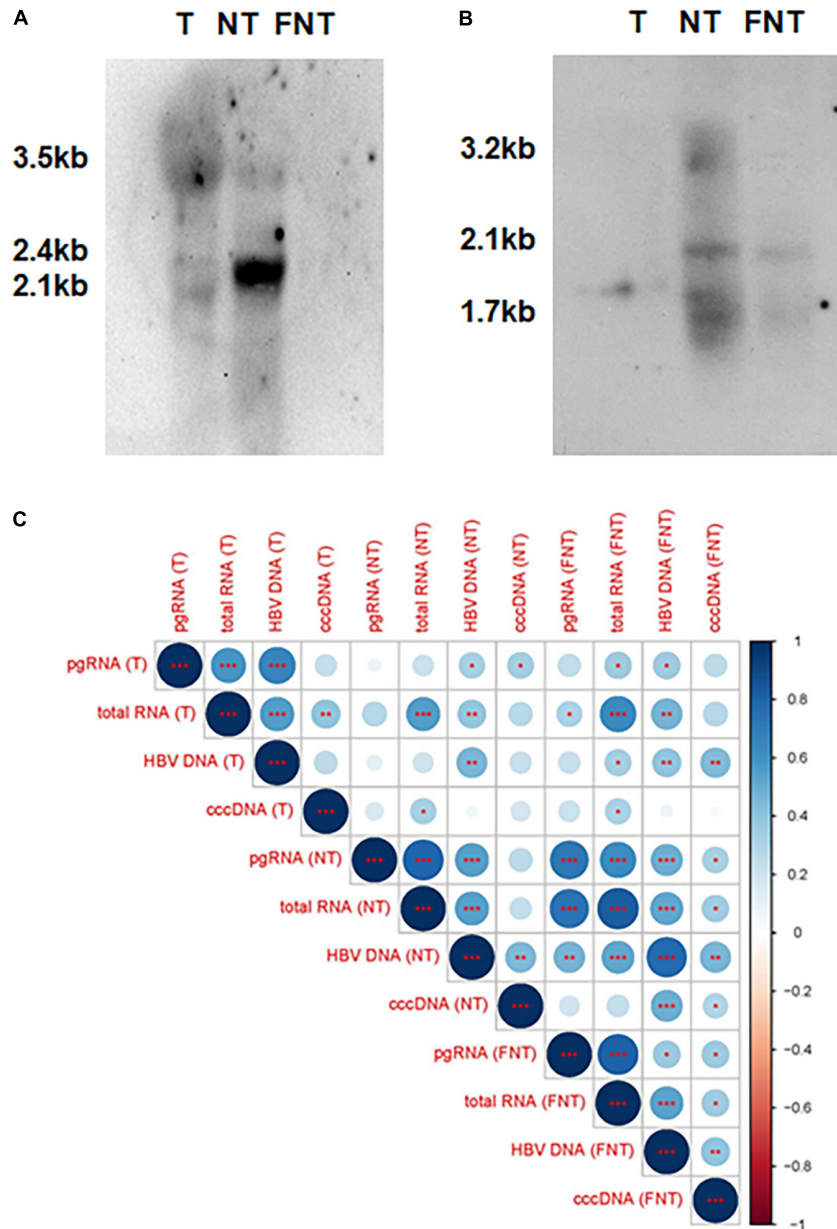 A
T NT FNT
3.5kb
2.4kb
2.1kb
B
T NT FNT
3.2kb
2.1kb
1.7kb
C
pgRNA (T)
total RNA (T)
HBV DNA (T)
cccDNA (T)
pgRNA (NT)
total RNA (NT)
HBV DNA (NT)
cccDNA (NT)
pgRNA (FNT)
total RNA (FNT)
HBV DNA (FNT)
cccDNA (FNT)
pgRNA (T)
total RNA (T)
HBV DNA (T)
cccDNA (T)
pgRNA (NT)
total RNA (NT)
HBV DNA (NT)
cccDNA (NT)
pgRNA (FNT)
total RNA (FNT)
HBV DNA (FNT)
cccDNA (FNT)
1
0.8
0.6
0.4
0.2
0
−0.2
−0.4
−0.6
−0.8
−1